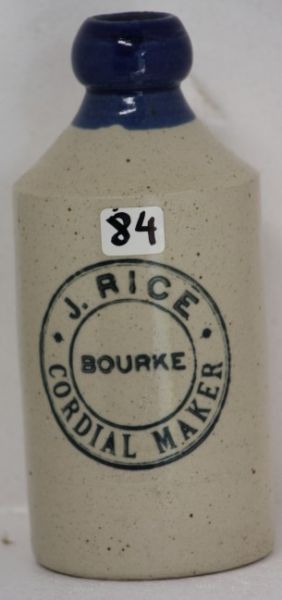 84
J. RICE
BOURKE
CORDIAL MAKER